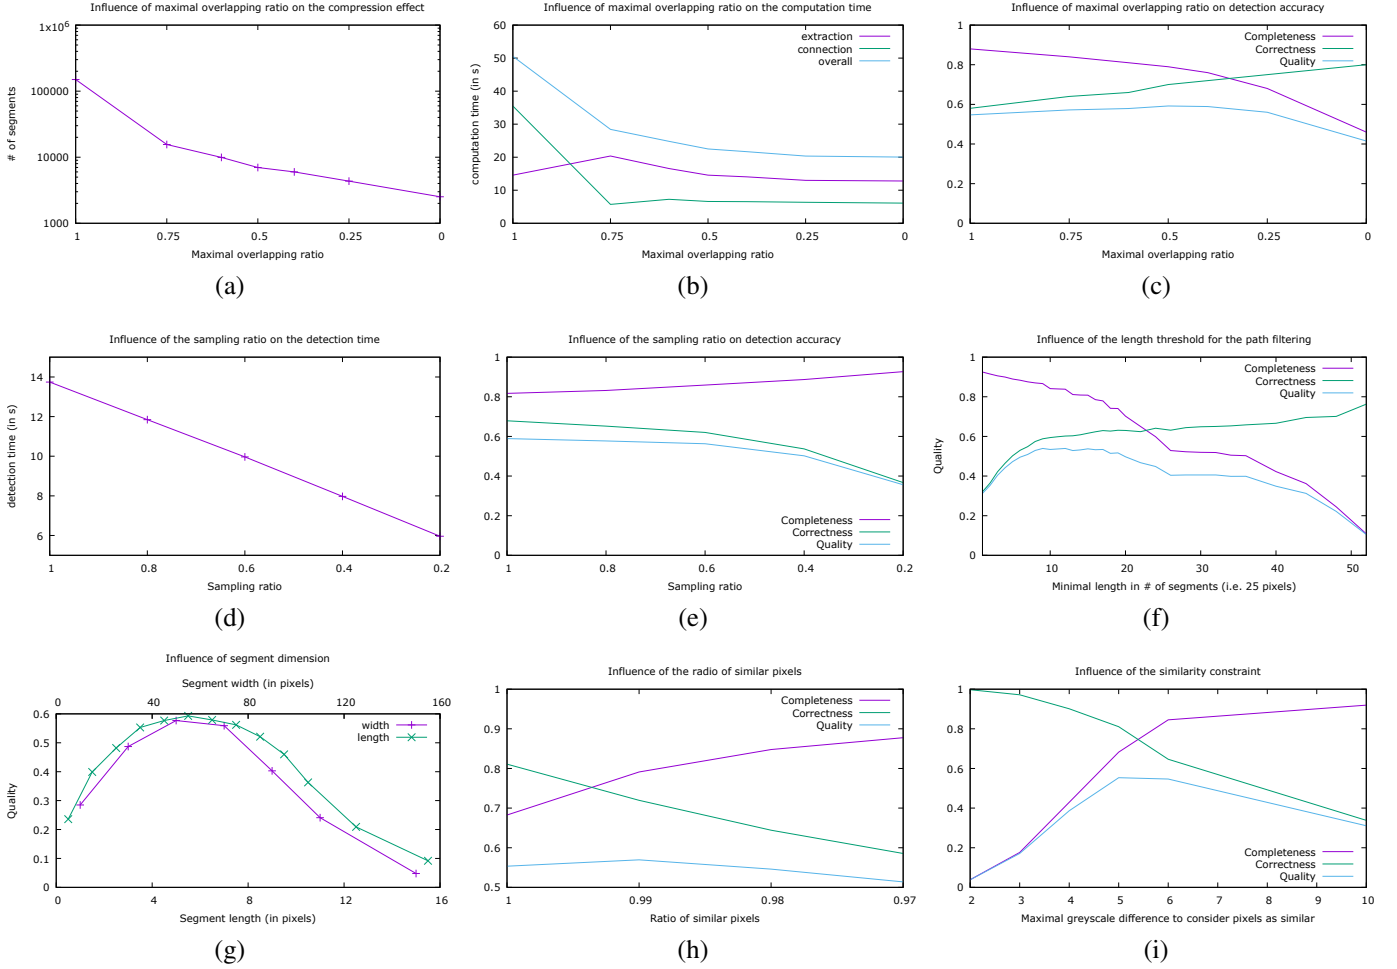 Influence of maximal overlapping ratio on the compression effect
1x10^6
100000
10000
1000
# of segments
1 0.75 0.5 0.25 0
Maximal overlapping ratio
(a)
Influence of maximal overlapping ratio on the computation time
60
50
40
30
20
10
0
computation time (in s)
extraction
connection
overall
1 0.75 0.5 0.25 0
Maximal overlapping ratio
(b)
Influence of maximal overlapping ratio on detection accuracy
1
0.8
0.6
0.4
0.2
0
Completeness
Correctness
Quality
1 0.75 0.5 0.25 0
Maximal overlapping ratio
(c)
Influence of the sampling ratio on the detection time
14
12
10
8
6
detection time (in s)
1 0.8 0.6 0.4 0.2
Sampling ratio
(d)
Influence of the sampling ratio on detection accuracy
1
0.8
0.6
0.4
0.2
0
Completeness
Correctness
Quality
1 0.8 0.6 0.4 0.2
Sampling ratio
(e)
Influence of the length threshold for the path filtering
1
0.8
0.6
0.4
0.2
0
Quality
Completeness
Correctness
Quality
10 20 30 40 50
Minimal length in # of segments (i.e. 25 pixels)
(f)
Influence of segment dimension
Segment width (in pixels)
0 40 80 120 160
0.6
0.5
0.4
0.3
0.2
0.1
0
Quality
width
length
0 4 8 12 16
Segment length (in pixels)
(g)
Influence of the radio of similar pixels
1
0.9
0.8
0.7
0.6
0.5
Completeness
Correctness
Quality
1 0.99 0.98 0.97
Ratio of similar pixels
(h)
Influence of the similarity constraint
1
0.8
0.6
0.4
0.2
0
Completeness
Correctness
Quality
2 3 4 5 6 7 8 9 10
Maximal greyscale difference to consider pixels as similar
(i)